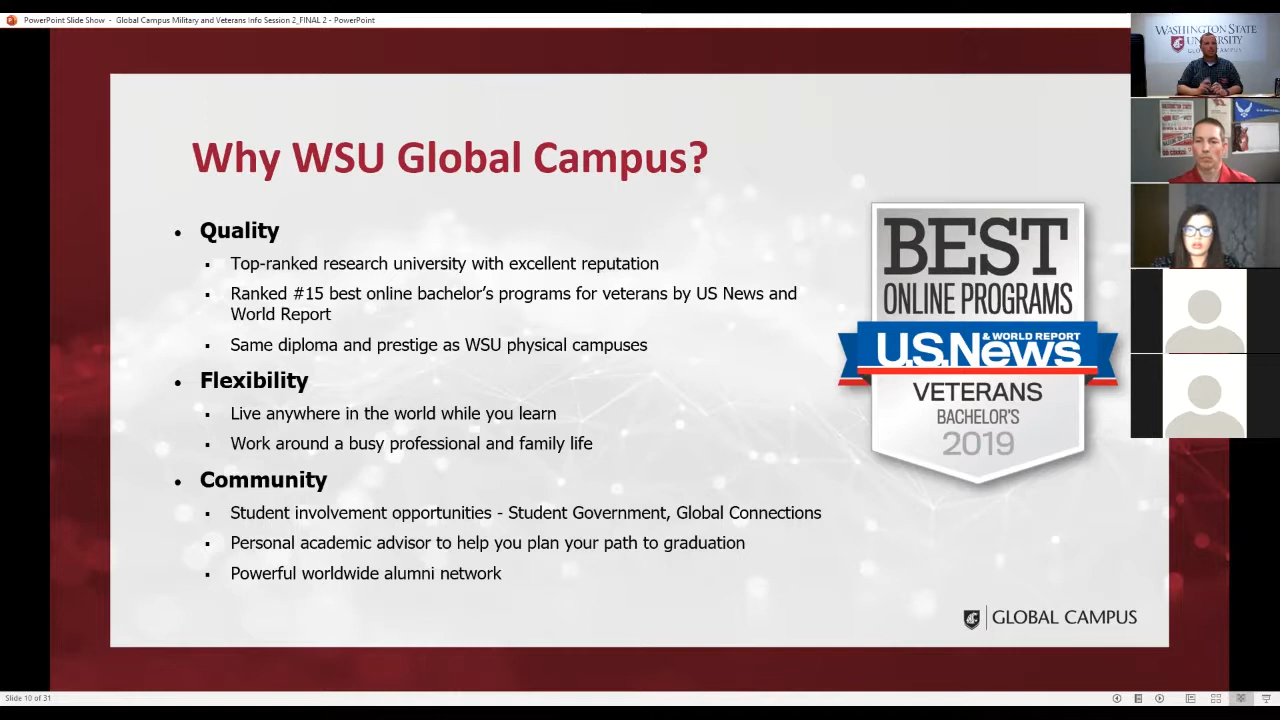 PowerPoint Slide Show - Global Campus Military and Veterans Info Session 2_FINAL 2 - PowerPoint
WASHINGTON STATE
UNIVERSITY
GLOBAL CAMPUS
Why WSU Global Campus?
• Quality
▪ Top-ranked research university with excellent reputation
▪ Ranked #15 best online bachelor's programs for veterans by US News and
World Report
▪ Same diploma and prestige as WSU physical campuses
• Flexibility
▪ Live anywhere in the world while you learn
▪ Work around a busy professional and family life
• Community
▪ Student involvement opportunities - Student Government, Global Connections
▪ Personal academic advisor to help you plan your path to graduation
▪ Powerful worldwide alumni network
BEST
ONLINE PROGRAMS
U.S.News & WORLD REPORT
VETERANS
BACHELOR'S
2019
GLOBAL CAMPUS
Slide 10 of 31